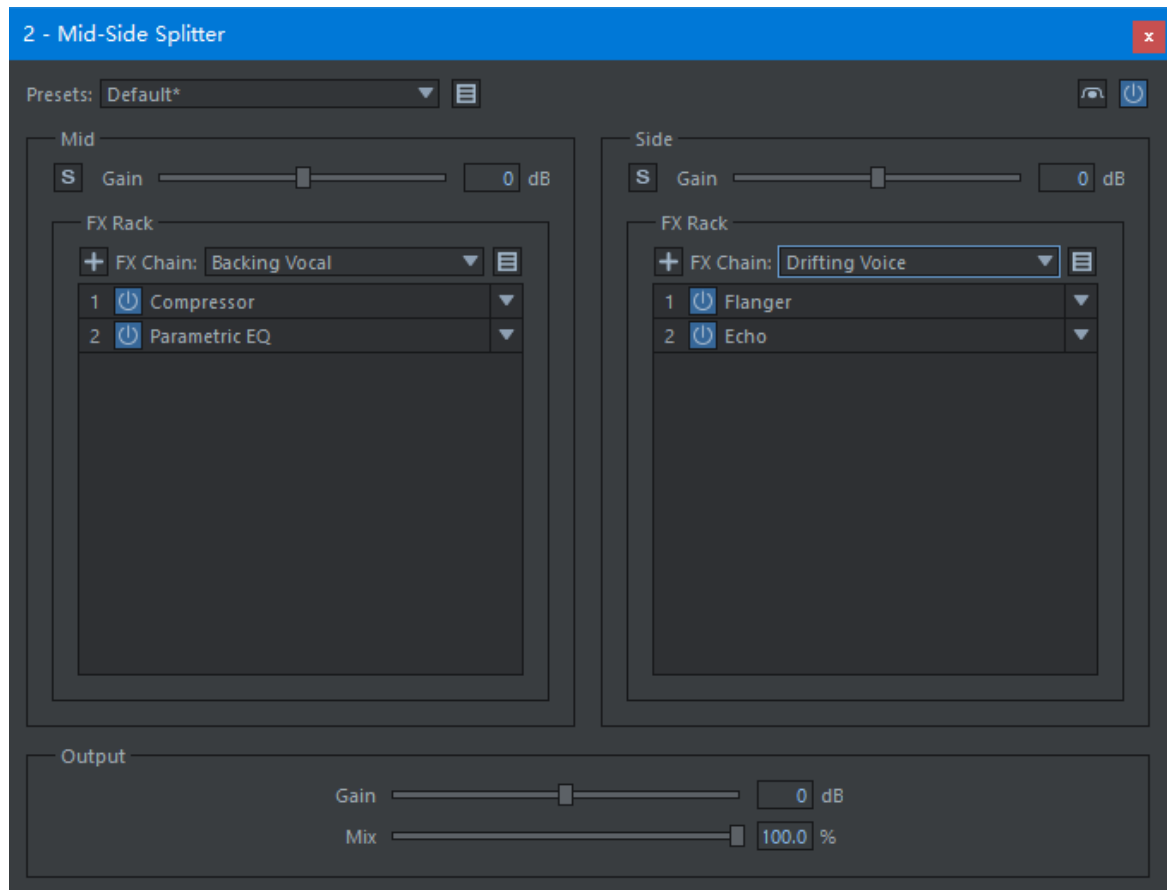 2 - Mid-Side Splitter
x
Presets: Default*
Mid
S Gain 0 dB
FX Rack
FX Chain: Backing Vocal
1 Compressor
2 Parametric EQ
Side
S Gain 0 dB
FX Rack
FX Chain: Drifting Voice
1 Flanger
2 Echo
Output
Gain 0 dB
Mix 100.0 %